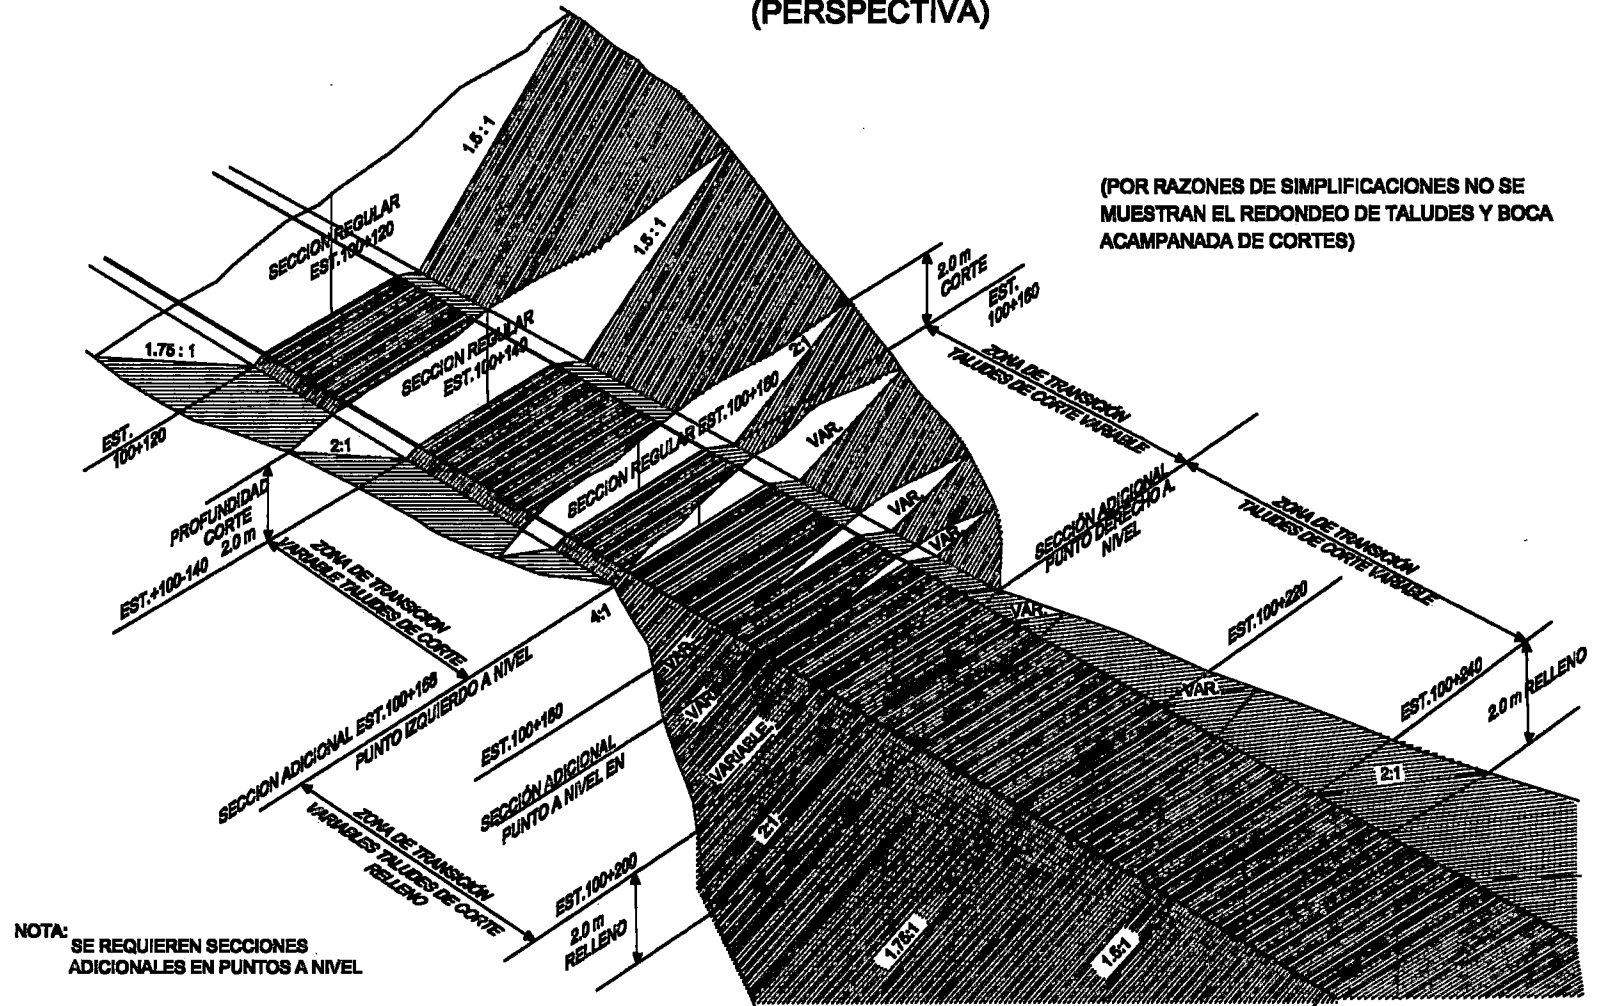 (PERSPECTIVA)
1.5 : 1
(POR RAZONES DE SIMPLIFICACIONES NO SE
MUESTRAN EL REDONDEO DE TALUDES Y BOCA
ACAMPANADA DE CORTES)
SECCION REGULAR
EST.100+120
1.5 : 1
2.0 m
CORTE
EST.
100+160
1.75 : 1
SECCION REGULAR
EST.100+140
2:1
ZONA DE TRANSICIÓN
TALUDES DE CORTE VARIABLE
SECCION REGULAR EST.100+160
VAR.
EST.
100+120
2:1
PROFUNDIDAD
CORTE
2.0 m
VAR.
VAR.
SECCIÓN ADICIONAL
PUNTO DERECHO A
NIVEL
ZONA DE TRANSICIÓN
TALUDES DE CORTE VARIABLE
EST.+100-140
ZONA DE TRANSICIÓN
VARIABLE TALUDES DE CORTE
4:1
VAR.
EST.100+220
VAR.
VAR.
EST.100+240
2.0 m RELLENO
SECCION ADICIONAL EST.100+168
PUNTO IZQUIERDO A NIVEL
VAR.
EST.100+180
VARIABLE
2:1
SECCIÓN ADICIONAL
PUNTO A NIVEL EN
2:1
ZONA DE TRANSICIÓN
VARIABLES TALUDES DE CORTE
RELLENO
EST.100+200
2.0 m
RELLENO
1.75:1
1.5:1
NOTA:
SE REQUIEREN SECCIONES
ADICIONALES EN PUNTOS A NIVEL